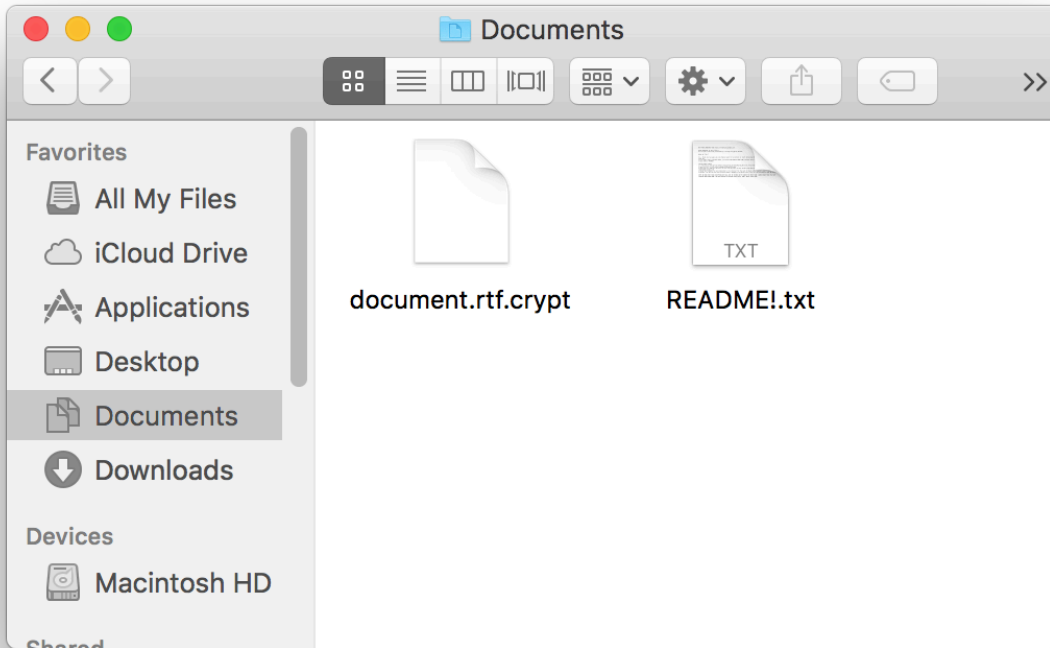 Documents
Favorites
All My Files
iCloud Drive
Applications
Desktop
Documents
Downloads
Devices
Macintosh HD
Shared
TXT
document.rtf.crypt
README!.txt